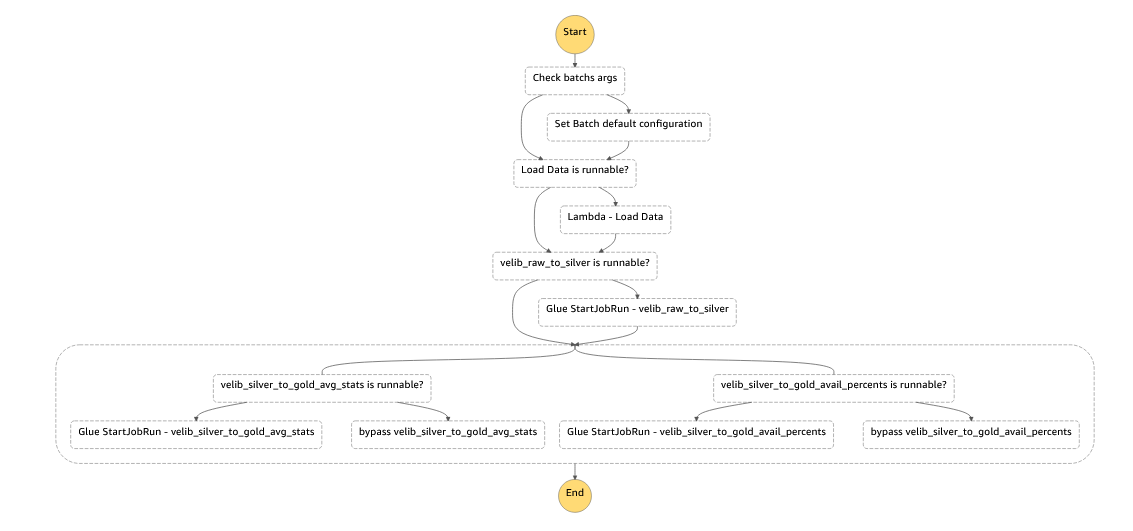 Start
Check batchs args
Set Batch default configuration
Load Data is runnable?
Lambda - Load Data
velib_raw_to_silver is runnable?
Glue StartJobRun - velib_raw_to_silver
velib_silver_to_gold_avg_stats is runnable?
velib_silver_to_gold_avail_percents is runnable?
Glue StartJobRun - velib_silver_to_gold_avg_stats
bypass velib_silver_to_gold_avg_stats
Glue StartJobRun - velib_silver_to_gold_avail_percents
bypass velib_silver_to_gold_avail_percents
End